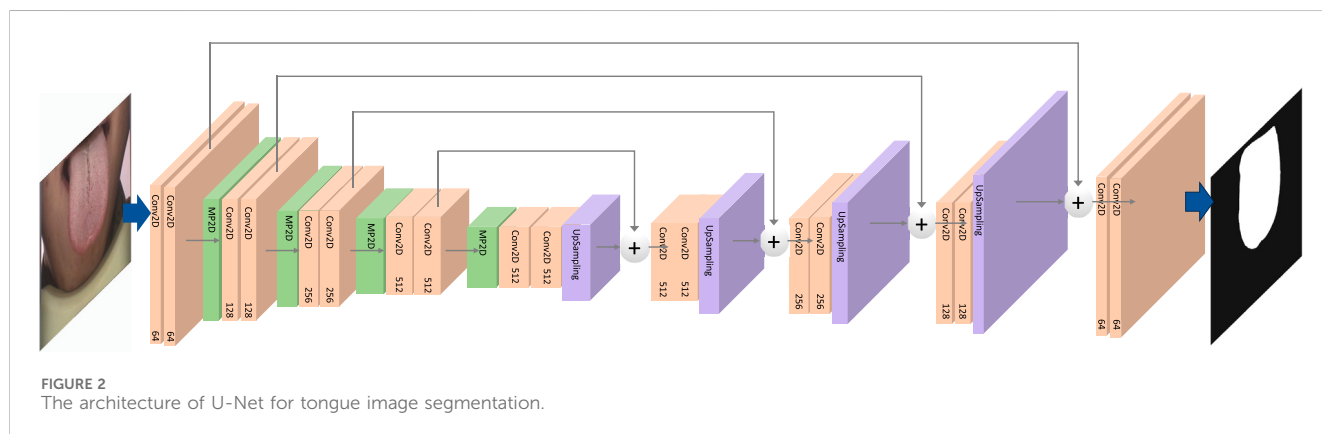 Conv2D 64
Conv2D 64
MP2D
Conv2D 128
Conv2D 128
MP2D
Conv2D 256
Conv2D 256
MP2D
Conv2D 512
Conv2D 512
MP2D
Conv2D 512
Conv2D 512
UpSampling
+
Conv2D 512
Conv2D 512
UpSampling
+
Conv2D 256
Conv2D 256
UpSampling
+
Conv2D 128
Conv2D 128
UpSampling
+
Conv2D 64
Conv2D 64
FIGURE 2
The architecture of U-Net for tongue image segmentation.